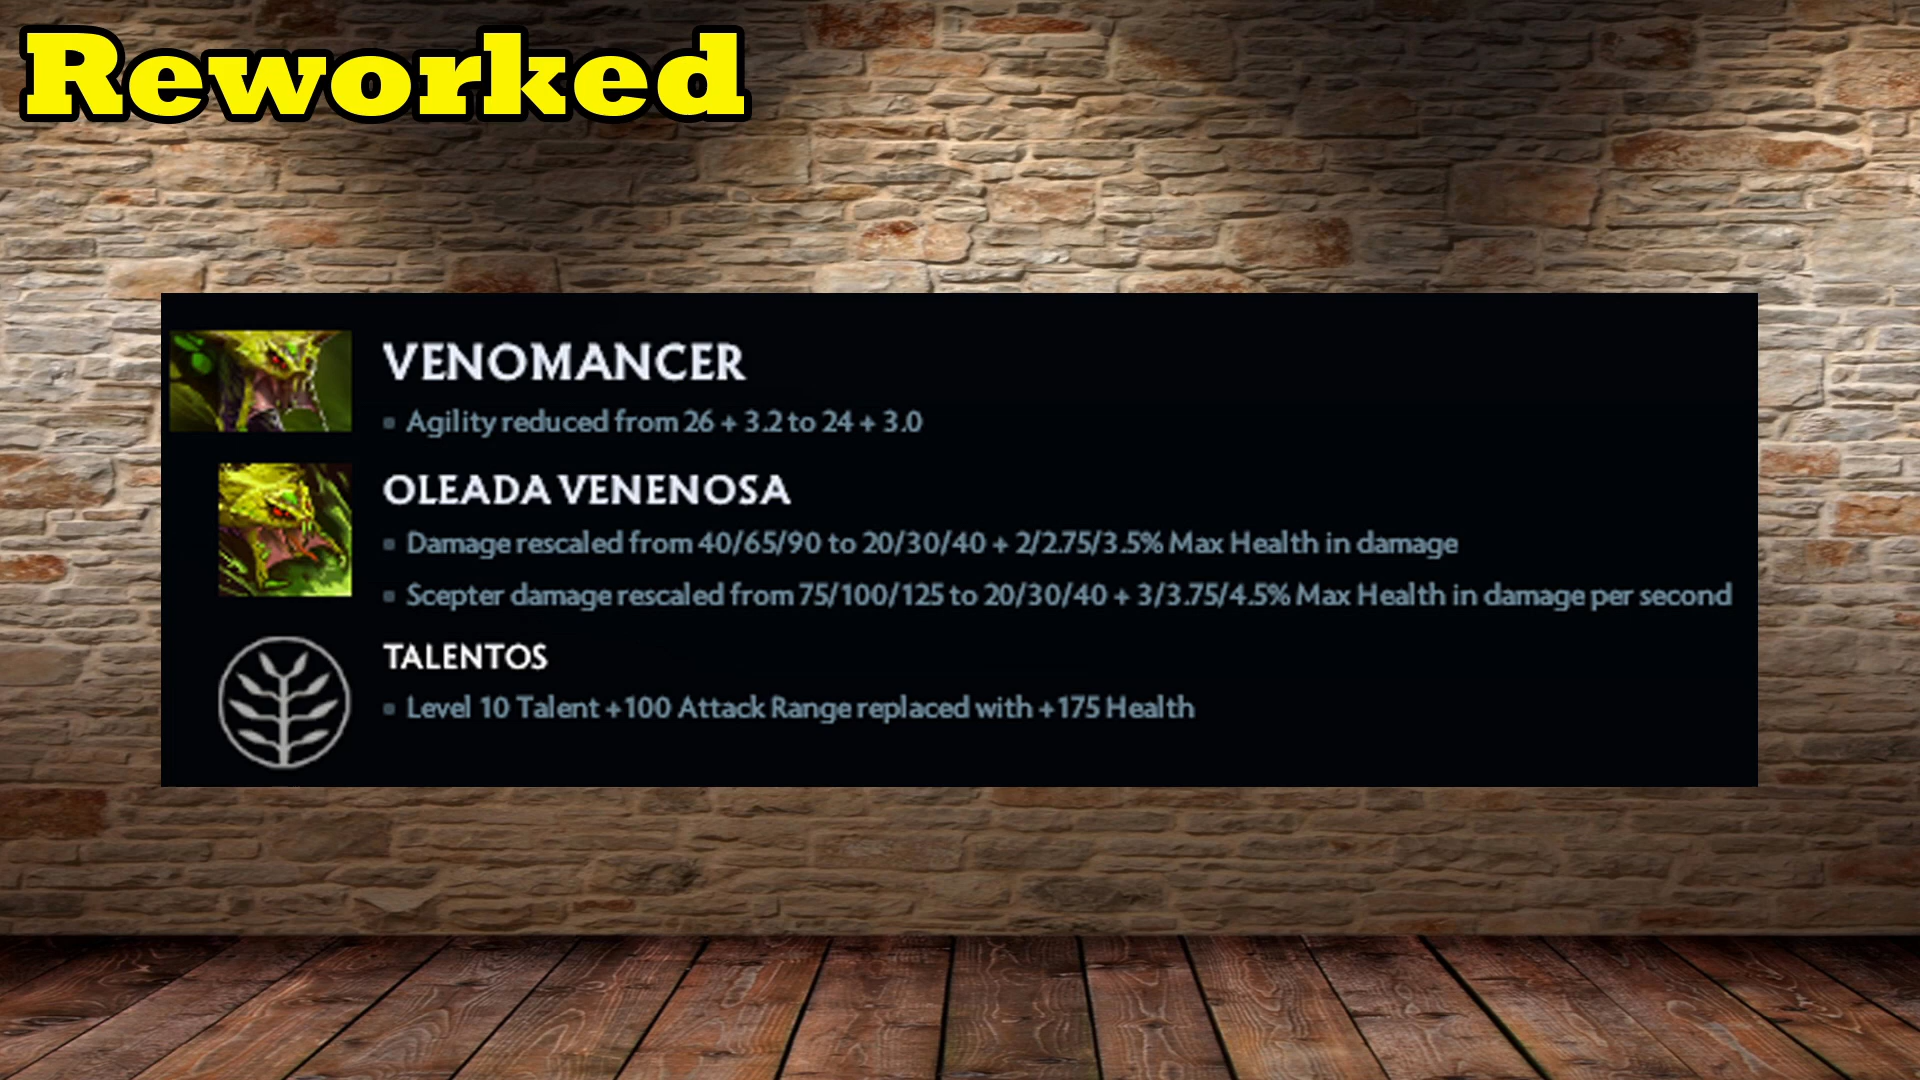 Reworked
VENOMANCER
Agility reduced from 26 + 3.2 to 24 + 3.0
OLEADA VENENOSA
Damage rescaled from 40/65/90 to 20/30/40 + 2/2.75/3.5% Max Health in damage
Scepter damage rescaled from 75/100/125 to 20/30/40 + 3/3.75/4.5% Max Health in damage per second
TALENTOS
Level 10 Talent +100 Attack Range replaced with +175 Health